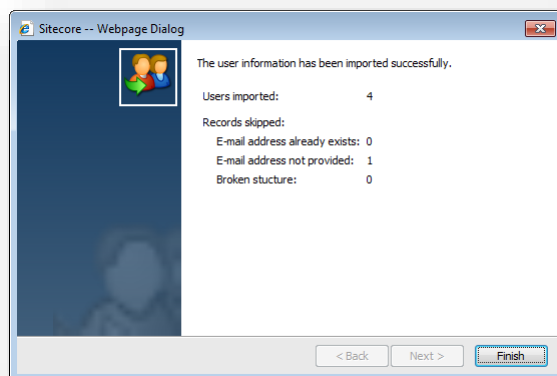 Sitecore -- Webpage Dialog
The user information has been imported successfully.
Users imported: 4
Records skipped:
E-mail address already exists: 0
E-mail address not provided: 1
Broken stucture: 0
< Back Next > Finish